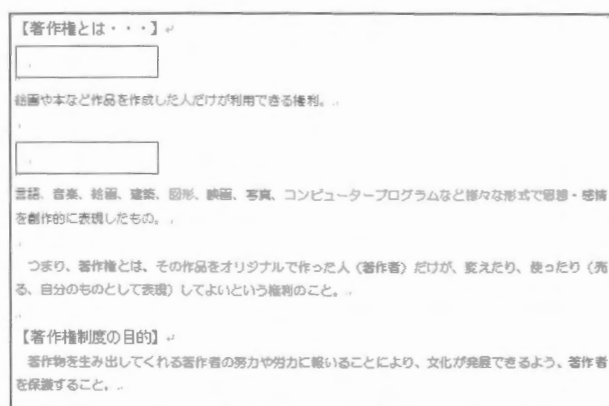 【著作権とは・・・】
絵画や本など作品を作成した人だけが利用できる権利。
言語、音楽、絵画、建築、図形、映画、写真、コンピュータープログラムなど様々な形式で思想・感情
を創作的に表現したもの。
つまり、著作権とは、その作品をオリジナルで作った人（著作者）だけが、変えたり、使ったり（売
る、自分のものとして表現）してよいという権利のこと。
【著作権制度の目的】
著作物を生み出してくれる著作者の努力や労力に報いることにより、文化が発展できるよう、著作者
を保護すること。